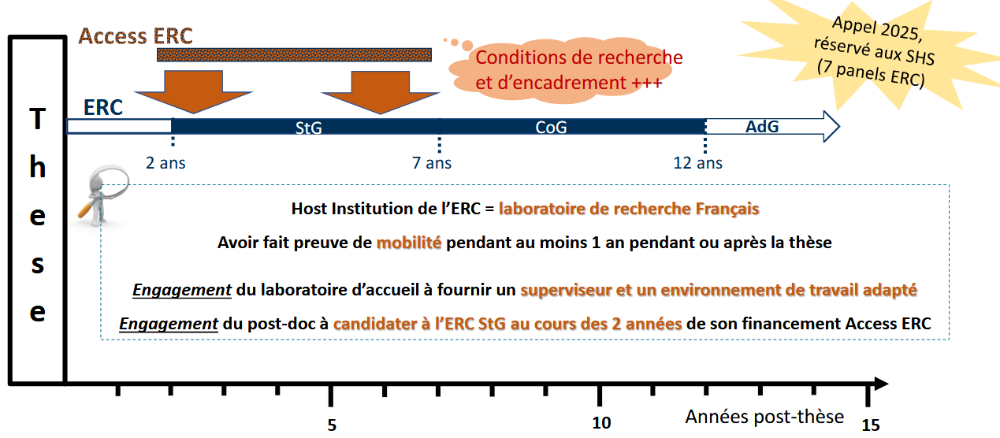 Access ERC
Conditions de recherche
et d’encadrement +++
Appel 2025,
réservé aux SHS
(7 panels ERC)
These
ERC
StG
CoG
AdG
2 ans
7 ans
12 ans
Host Institution de l’ERC = laboratoire de recherche Français
Avoir fait preuve de mobilité pendant au moins 1 an pendant ou après la thèse
Engagement du laboratoire d’accueil à fournir un superviseur et un environnement de travail adapté
Engagement du post-doc à candidater à l’ERC StG au cours des 2 années de son financement Access ERC
5
10
Années post-thèse
15